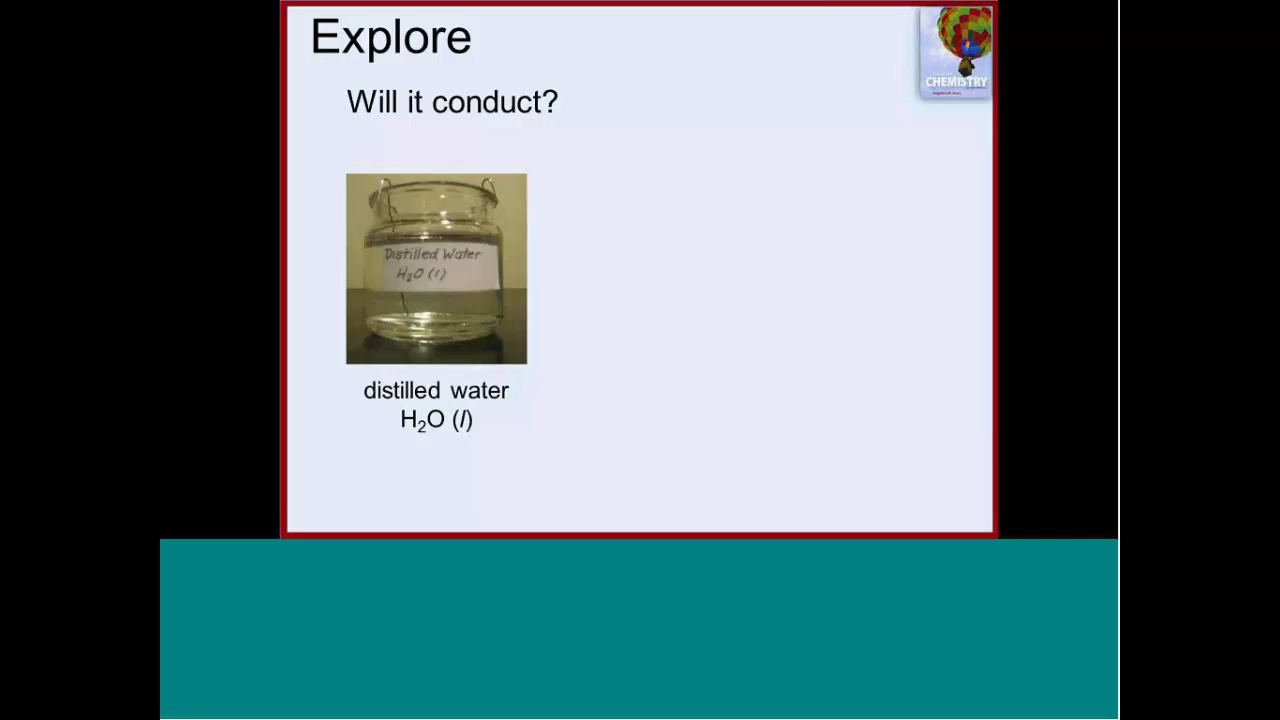 Explore
CHEMISTRY
Will it conduct?
Distilled Water
H₂O (l)
distilled water
H₂O (l)